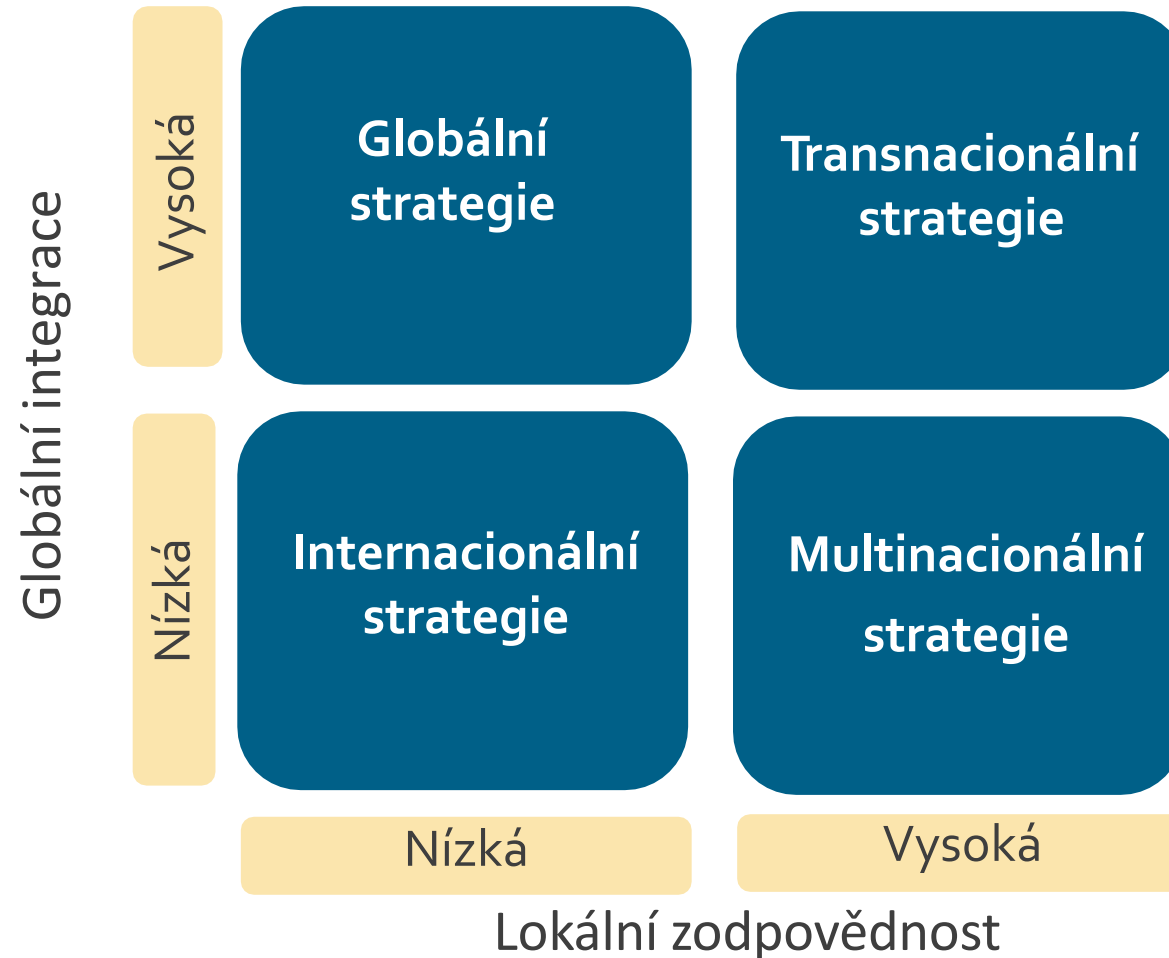 Globální integrace
Vysoká
Globální
strategie
Transnacionální
strategie
Nízká
Internacionální
strategie
Multinacionální
strategie
Nízká
Vysoká
Lokální zodpovědnost